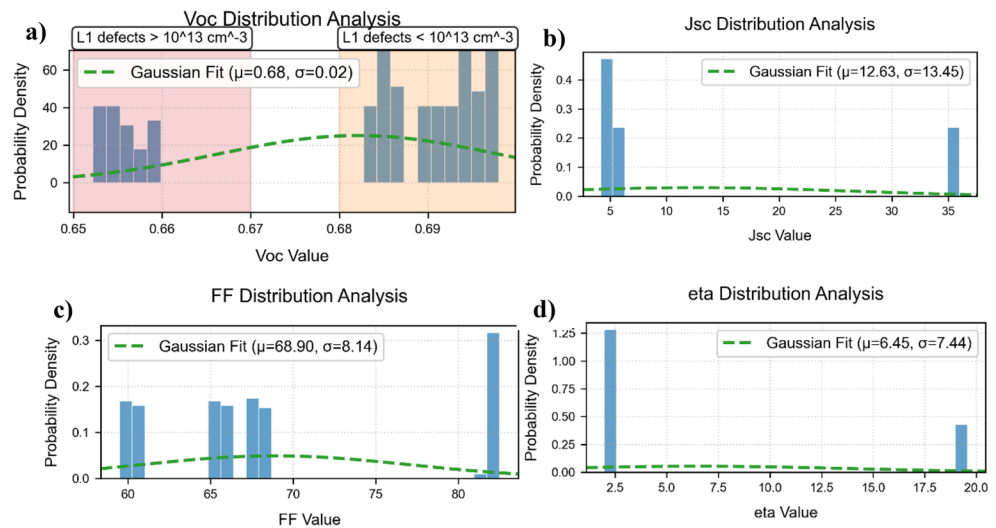 a)
Voc Distribution Analysis
L1 defects > 10^13 cm^-3
L1 defects < 10^13 cm^-3
Gaussian Fit (μ=0.68, σ=0.02)
Probability Density
60
40
20
0
0.65
0.66
0.67
0.68
0.69
Voc Value
b)
Jsc Distribution Analysis
Gaussian Fit (μ=12.63, σ=13.45)
Probability Density
0.4
0.3
0.2
0.1
0.0
5
10
15
20
25
30
35
Jsc Value
c)
FF Distribution Analysis
Gaussian Fit (μ=68.90, σ=8.14)
Probability Density
0.3
0.2
0.1
0.0
60
65
70
75
80
FF Value
d)
eta Distribution Analysis
Gaussian Fit (μ=6.45, σ=7.44)
Probability Density
1.25
1.00
0.75
0.50
0.25
0.00
2.5
5.0
7.5
10.0
12.5
15.0
17.5
20.0
eta Value